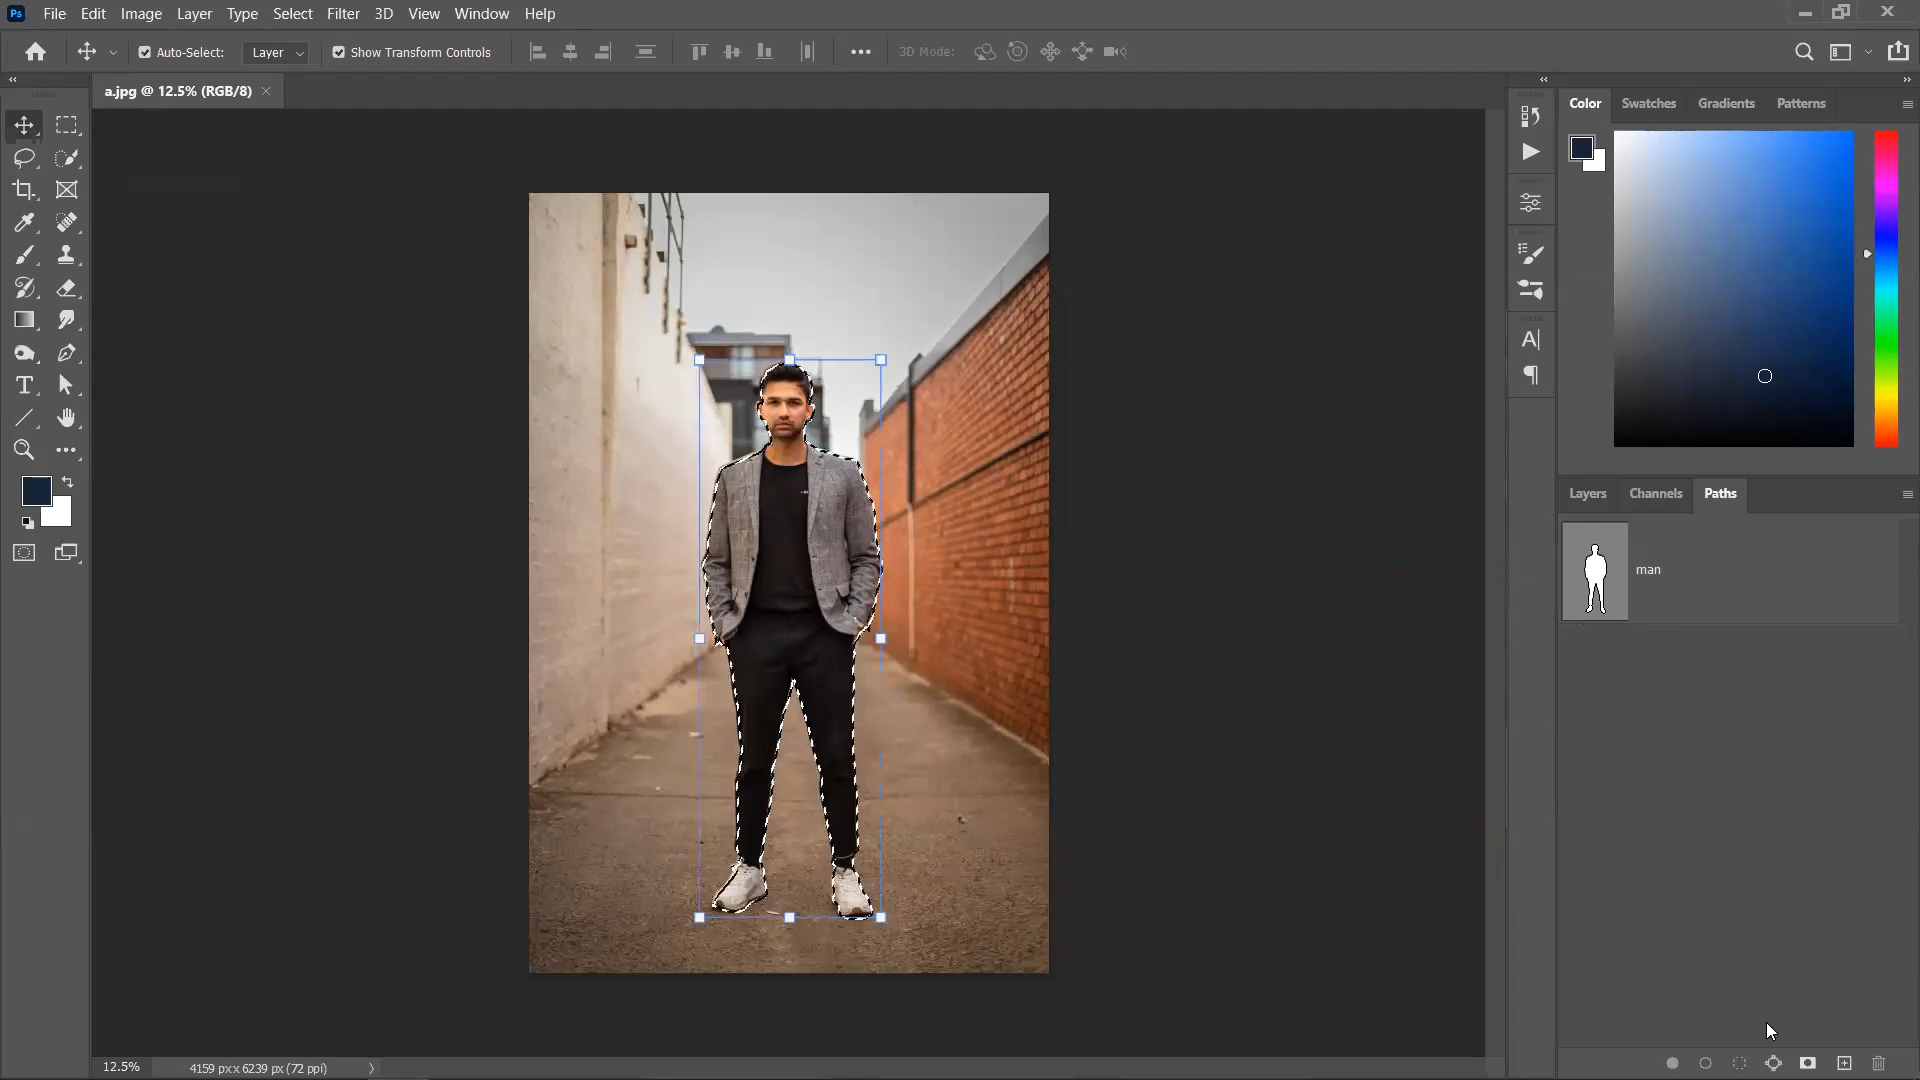 Ps File Edit Image Layer Type Select Filter 3D View Window Help
Auto-Select: Layer Show Transform Controls 3D Mode:
a.jpg @ 12.5% (RGB/8)
Color Swatches Gradients Patterns
Layers Channels Paths
man
12.5% 4159 px x 6239 px (72 ppi)